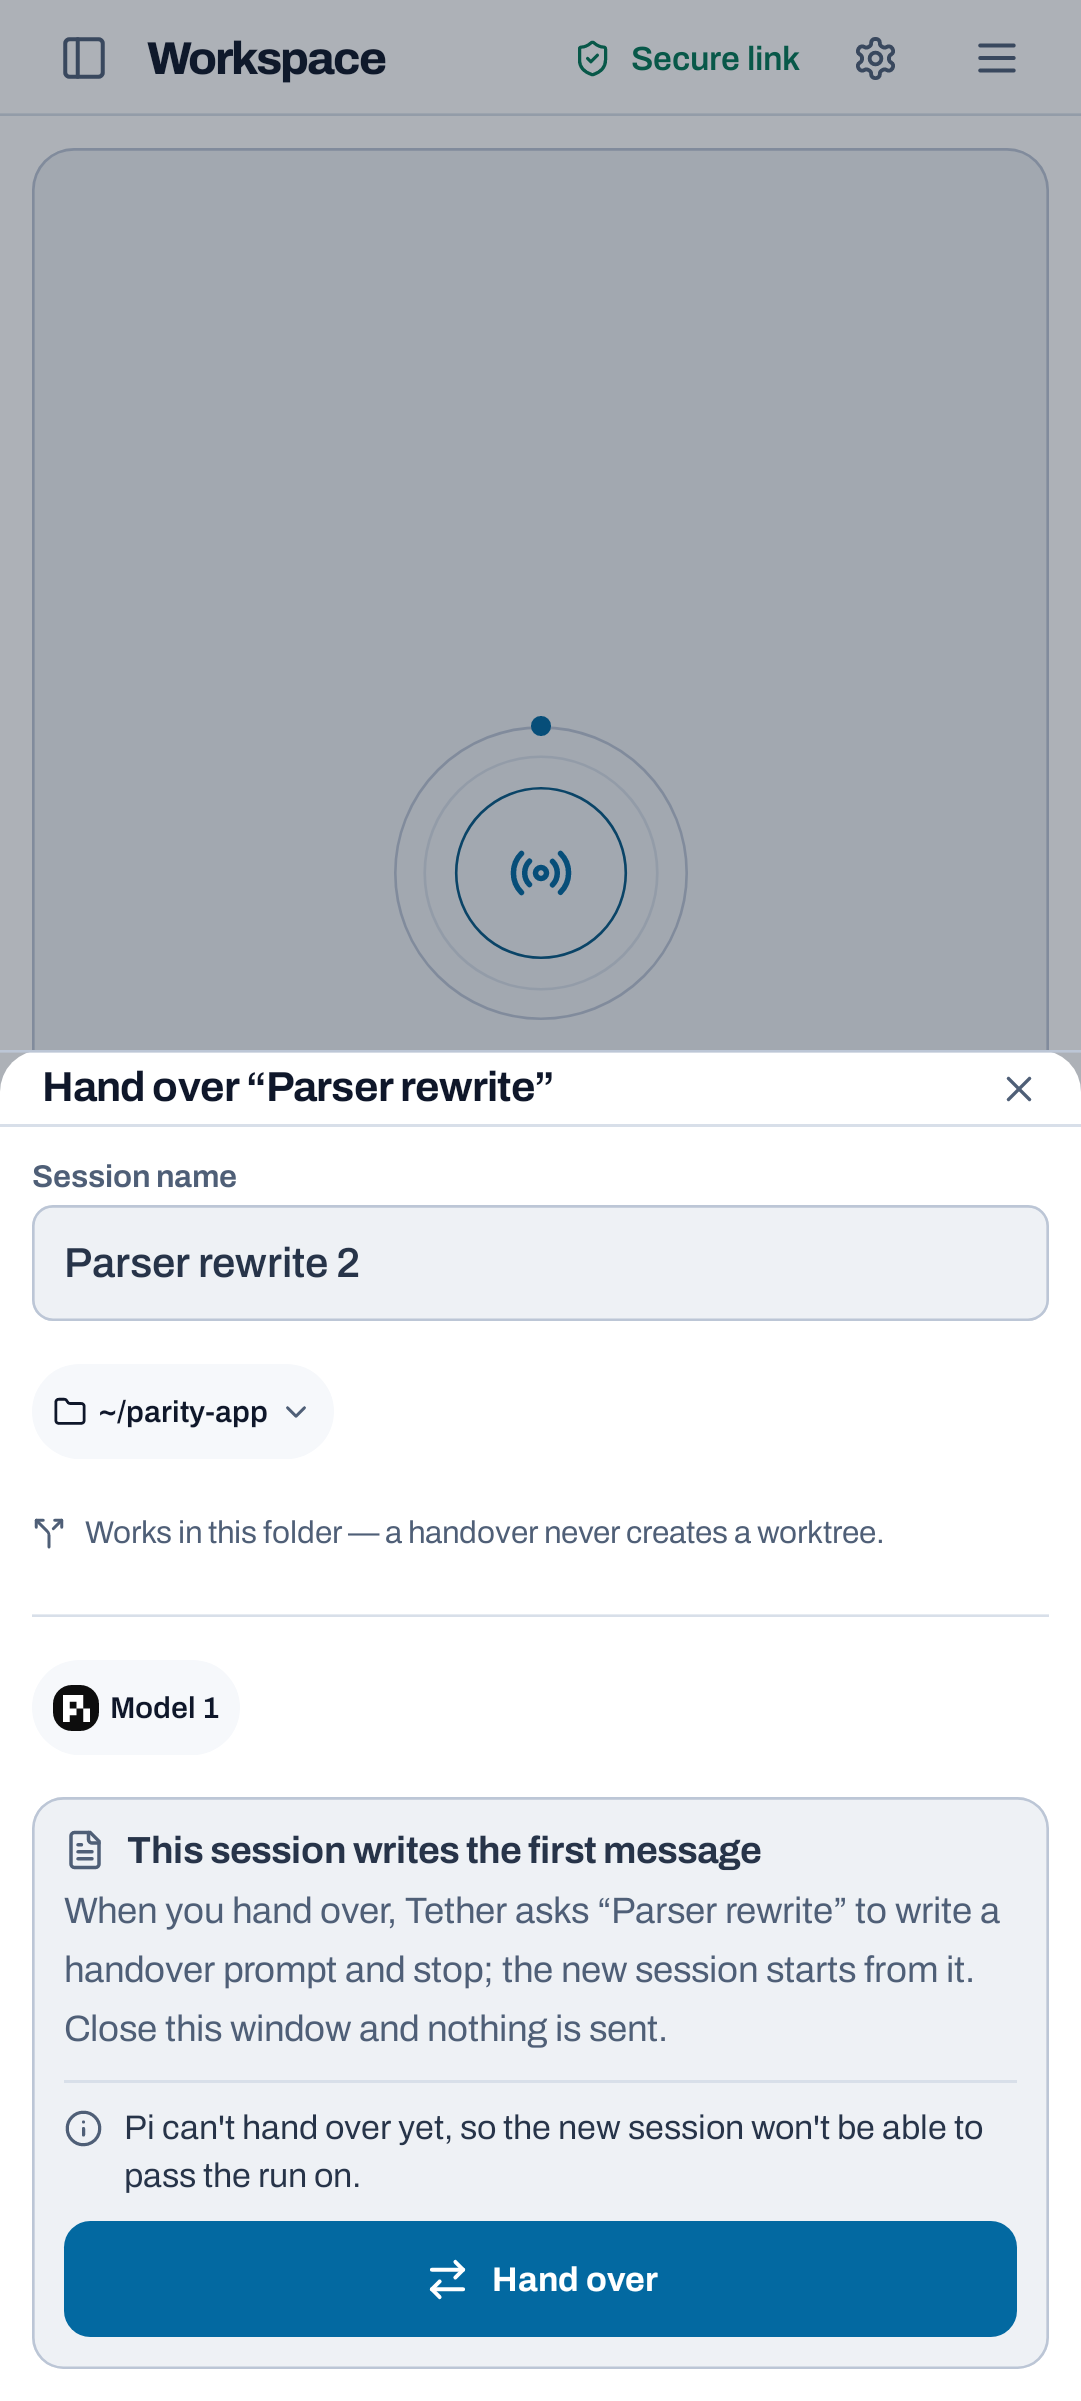 Workspace
Secure link
Hand over “Parser rewrite”
Session name
Parser rewrite 2
~/parity-app
Works in this folder — a handover never creates a worktree.
Model 1
This session writes the first message
When you hand over, Tether asks “Parser rewrite” to write a
handover prompt and stop; the new session starts from it.
Close this window and nothing is sent.
Pi can't hand over yet, so the new session won't be able to
pass the run on.
Hand over